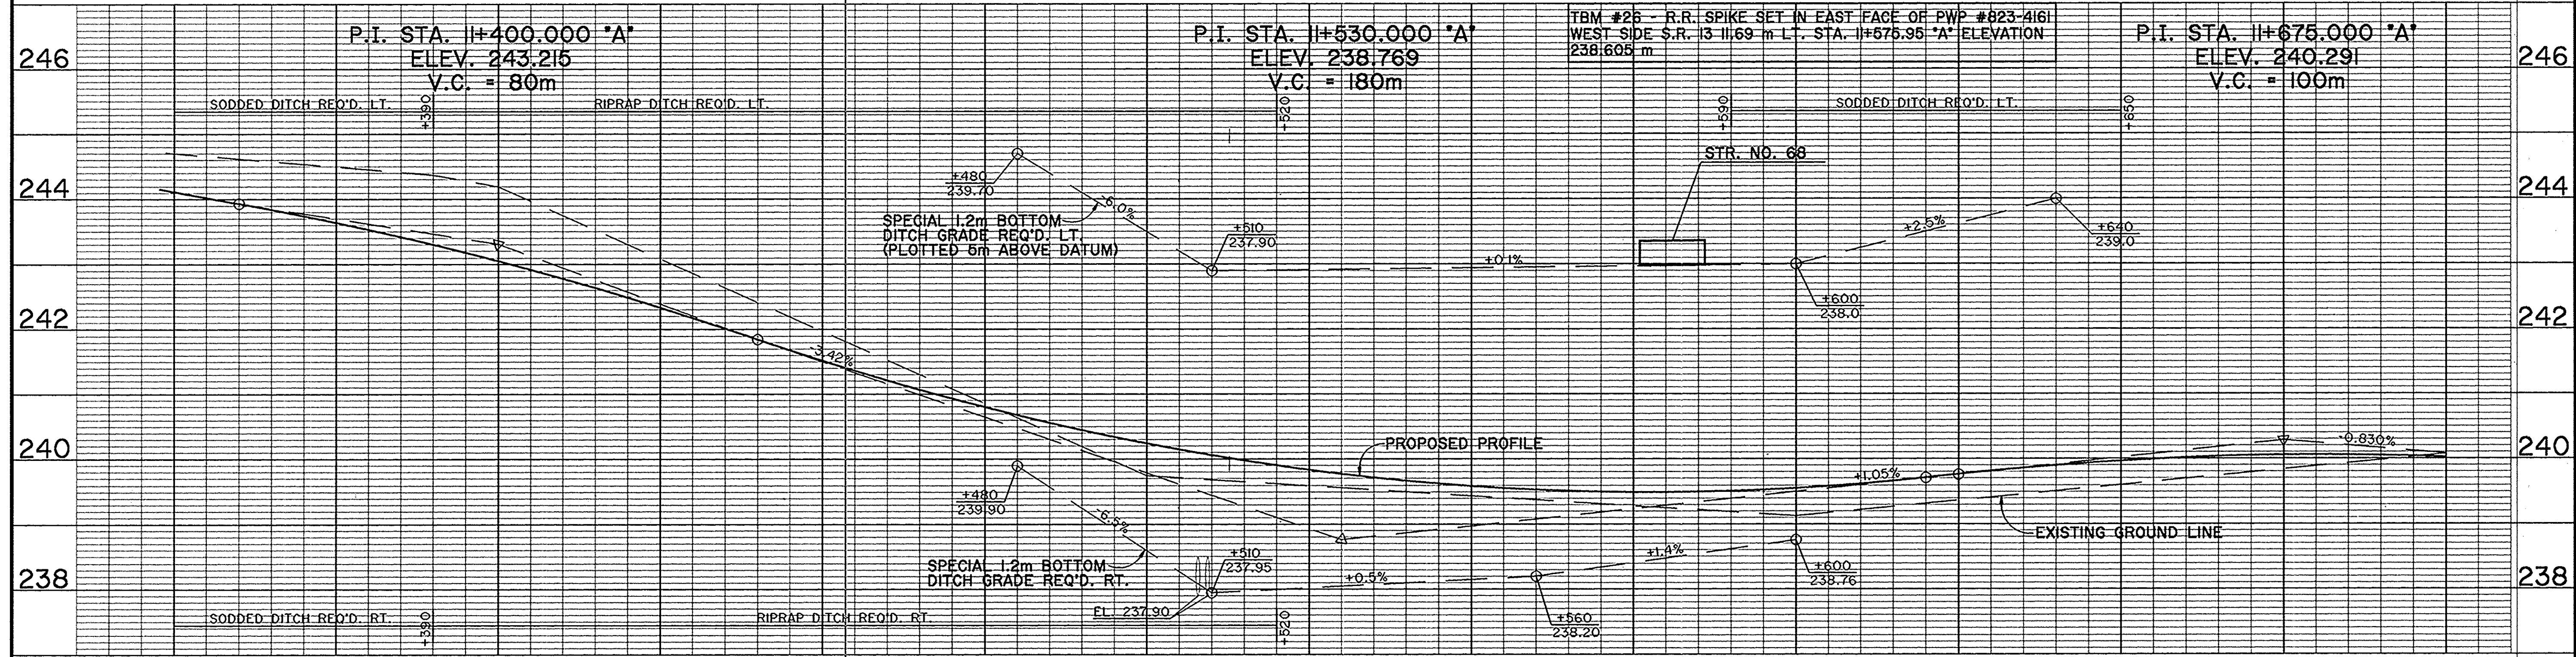 P.I. STA. 11+400.000 "A"
ELEV. 243.215
V.C. = 80m
P.I. STA. 11+530.000 "A"
ELEV. 238.769
V.C. = 180m
TBM #26 - R.R. SPIKE SET IN EAST FACE OF PWP #823-4161
WEST SIDE S.R. 13 11.69 m LT. STA. 11+575.95 "A" ELEVATION
238.605 m
P.I. STA. 11+675.000 "A"
ELEV. 240.291
V.C. = 100m
246
246
SODDED DITCH REQ'D. LT.
+390
RIPRAP DITCH REQ'D. LT.
+520
+590
SODDED DITCH REQ'D. LT.
+650
STR. NO. 68
244
244
+480
239.70
-6.0%
SPECIAL 1.2m BOTTOM
DITCH GRADE REQ'D. LT.
(PLOTTED 5m ABOVE DATUM)
+510
237.90
+0.1%
+2.5%
+640
239.0
+600
238.0
242
242
-3.42%
240
240
PROPOSED PROFILE
+1.05%
-0.830%
+480
239.90
-6.5%
EXISTING GROUND LINE
SPECIAL 1.2m BOTTOM
DITCH GRADE REQ'D. RT.
+510
237.95
+0.5%
+1.4%
+600
238.76
238
238
EL. 237.90
SODDED DITCH REQ'D. RT.
+390
RIPRAP DITCH REQ'D. RT.
+520
+560
238.20